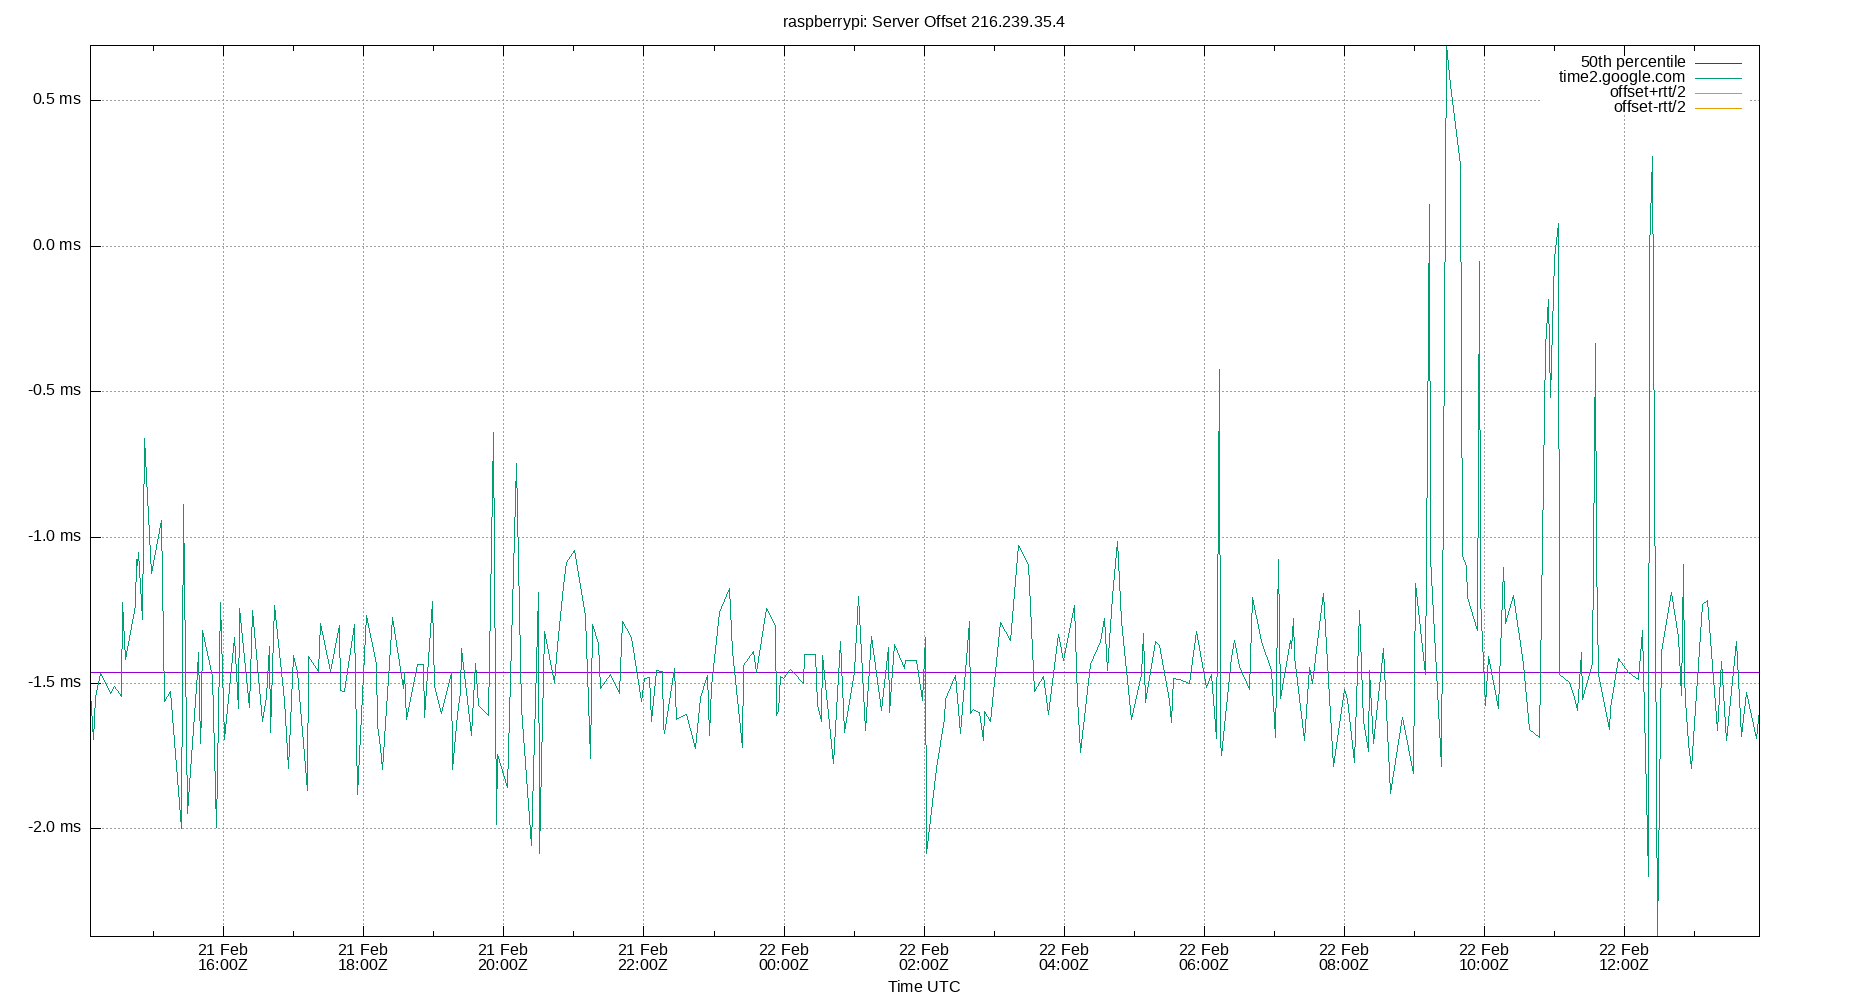 raspberrypi: Server Offset 216.239.35.4
50th percentile
time2.google.com
offset+rtt/2
offset-rtt/2
0.5 ms
0.0 ms
-0.5 ms
-1.0 ms
-1.5 ms
-2.0 ms
21 Feb 21 Feb 21 Feb 21 Feb 22 Feb 22 Feb 22 Feb 22 Feb 22 Feb 22 Feb 22 Feb
16:00Z 18:00Z 20:00Z 22:00Z 00:00Z 02:00Z 04:00Z 06:00Z 08:00Z 10:00Z 12:00Z
Time UTC